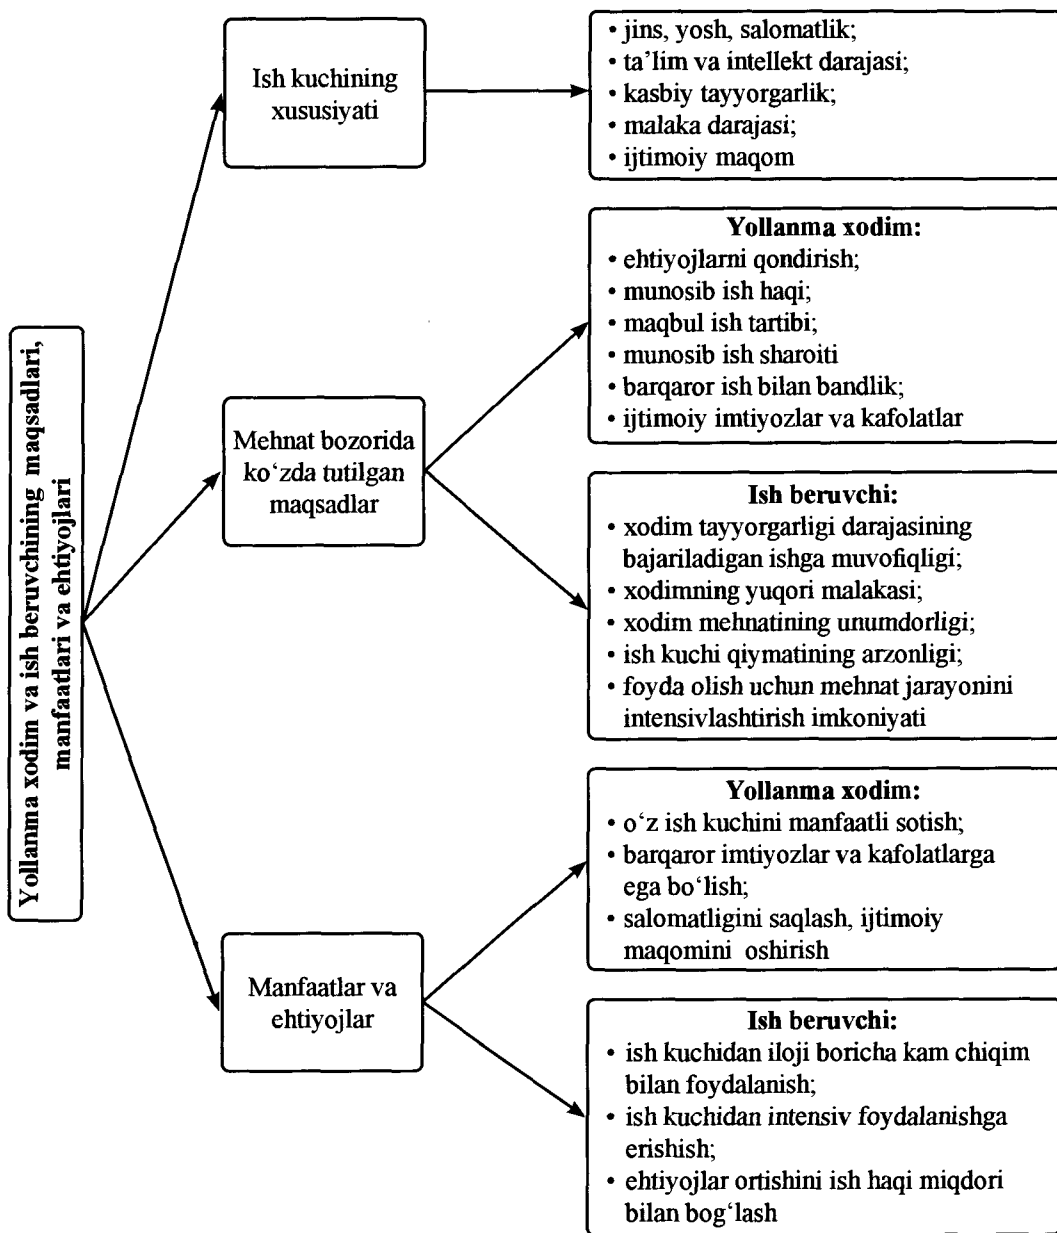 Yollanma xodim va ish beruvchining maqsadlari,
manfaatlari va ehtiyojlari
Ish kuchining
xususiyati
• jins, yosh, salomatlik;
• ta’lim va intellekt darajasi;
• kasbiy tayyorgarlik;
• malaka darajasi;
• ijtimoiy maqom
Mehnat bozorida
ko‘zda tutilgan
maqsadlar
Yollanma xodim:
• ehtiyojlarni qondirish;
• munosib ish haqi;
• maqbul ish tartibi;
• munosib ish sharoiti
• barqaror ish bilan bandlik;
• ijtimoiy imtiyozlar va kafolatlar
Ish beruvchi:
• xodim tayyorgarligi darajasining
bajariladigan ishga muvofiqligi;
• xodimning yuqori malakasi;
• xodim mehnatining unumdorligi;
• ish kuchi qiymatining arzonligi;
• foyda olish uchun mehnat jarayonini
intensivlashtirish imkoniyati
Manfaatlar va
ehtiyojlar
Yollanma xodim:
• o‘z ish kuchini manfaatli sotish;
• barqaror imtiyozlar va kafolatlarga
ega bo‘lish;
• salomatligini saqlash, ijtimoiy
maqomini oshirish
Ish beruvchi:
• ish kuchidan iloji boricha kam chiqim
bilan foydalanish;
• ish kuchidan intensiv foydalanishga
erishish;
• ehtiyojlar ortishini ish haqi miqdori
bilan bog‘lash